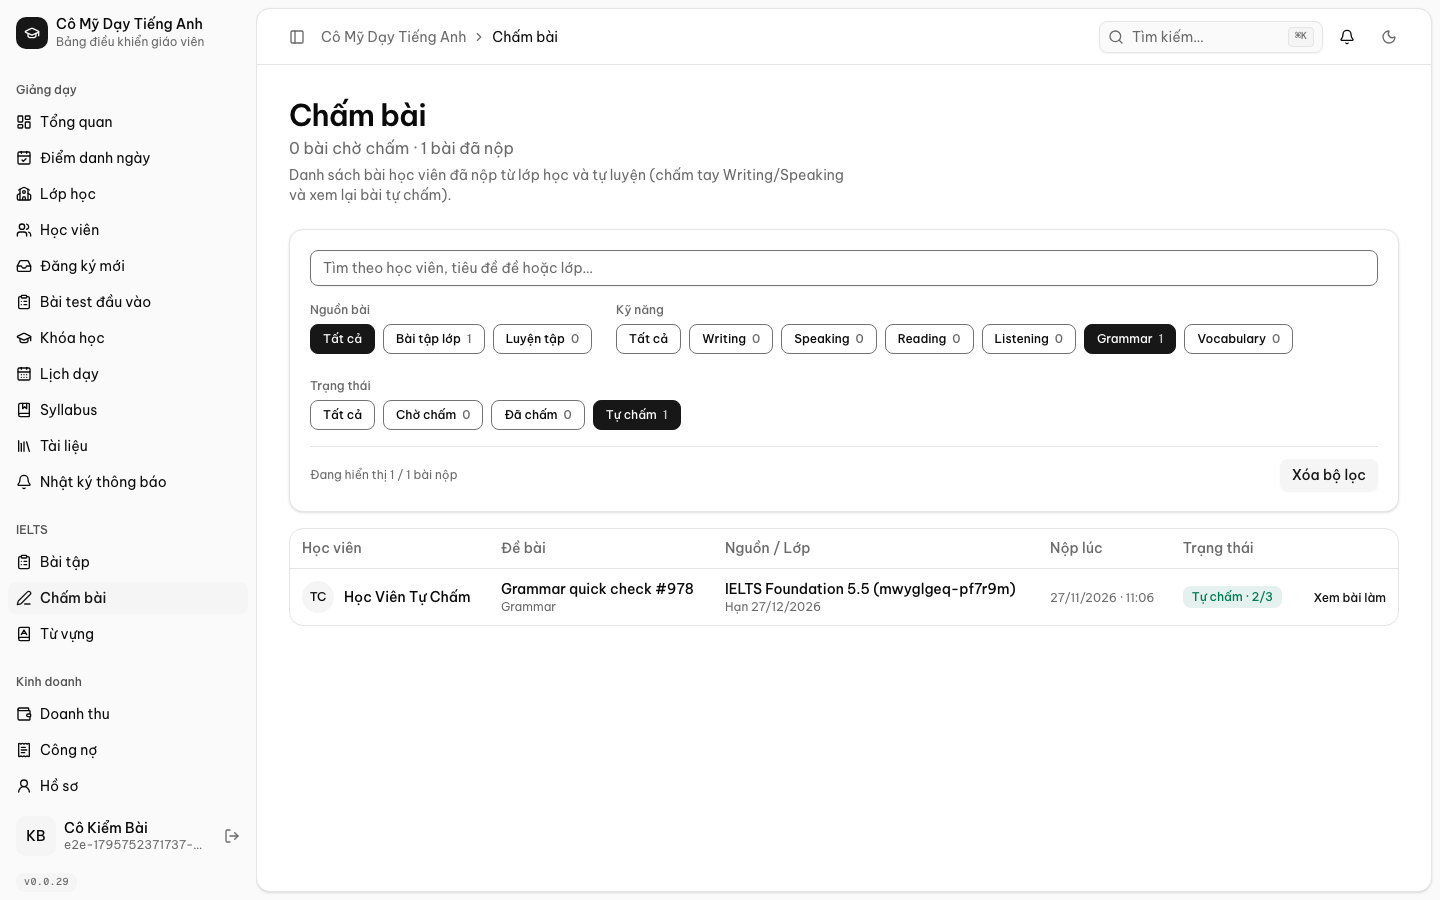 Cô Mỹ Dạy Tiếng Anh
Bảng điều khiển giáo viên
Giảng dạy
Tổng quan
Điểm danh ngày
Lớp học
Học viên
Đăng ký mới
Bài test đầu vào
Khóa học
Lịch dạy
Syllabus
Tài liệu
Nhật ký thông báo
IELTS
Bài tập
Chấm bài
Từ vựng
Kinh doanh
Doanh thu
Công nợ
Hồ sơ
KB
Cô Kiểm Bài
e2e-1795752371737-...
v0.0.29
Cô Mỹ Dạy Tiếng Anh > Chấm bài
Tìm kiếm... ⌘K
Chấm bài
0 bài chờ chấm · 1 bài đã nộp
Danh sách bài học viên đã nộp từ lớp học và tự luyện (chấm tay Writing/Speaking
và xem lại bài tự chấm).
Tìm theo học viên, tiêu đề đề hoặc lớp...
Nguồn bài
Tất cả Bài tập lớp 1 Luyện tập 0
Kỹ năng
Tất cả Writing 0 Speaking 0 Reading 0 Listening 0 Grammar 1 Vocabulary 0
Trạng thái
Tất cả Chờ chấm 0 Đã chấm 0 Tự chấm 1
Đang hiển thị 1 / 1 bài nộp
Xóa bộ lọc
Học viên Đề bài Nguồn / Lớp Nộp lúc Trạng thái
TC Học Viên Tự Chấm Grammar quick check #978 IELTS Foundation 5.5 (mwyglgeq-pf7r9m) 27/11/2026 · 11:06 Tự chấm · 2/3 Xem bài làm
Grammar Hạn 27/12/2026